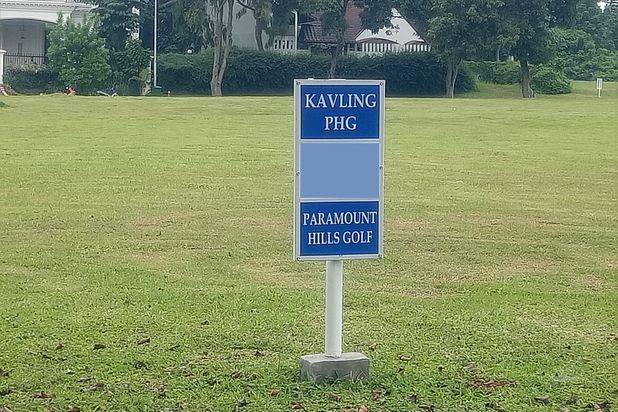 KAVLING
PHG
PARAMOUNT
HILLS GOLF